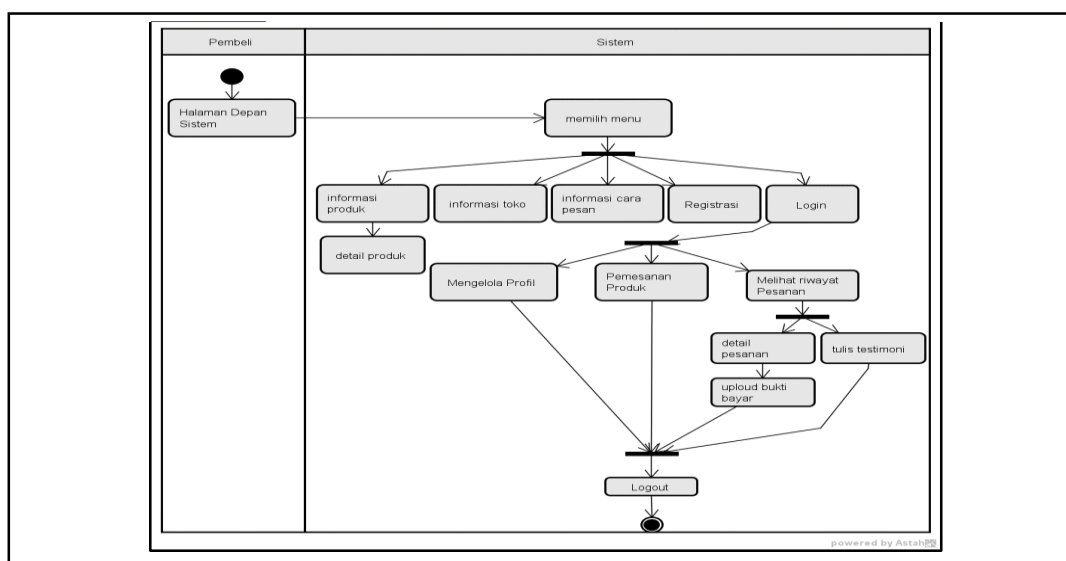 Pembeli
Sistem
Halaman Depan
Sistem
memilih menu
informasi
produk
informasi toko
informasi cara
pesan
Registrasi
Login
detail produk
Mengelola Profil
Pemesanan
Produk
Melihat riwayat
Pesanan
detail
pesanan
tulis testimoni
uploud bukti
bayar
Logout
powered by Astah